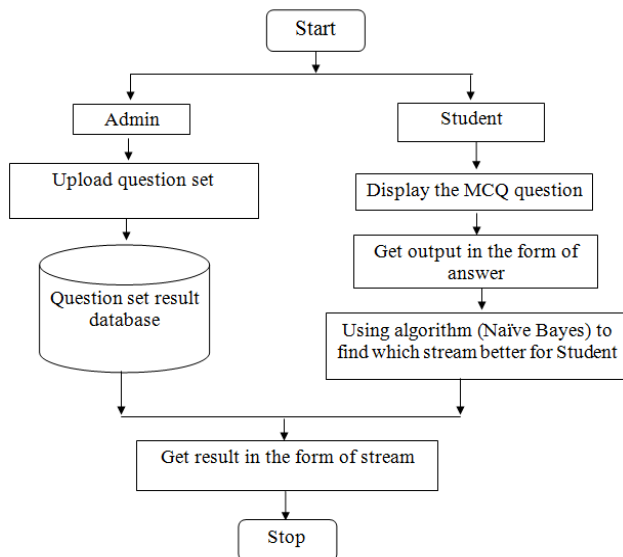 Start
Admin
Student
Upload question set
Display the MCQ question
Get output in the form of
answer
Question set result
database
Using algorithm (Naïve Bayes) to
find which stream better for Student
Get result in the form of stream
Stop